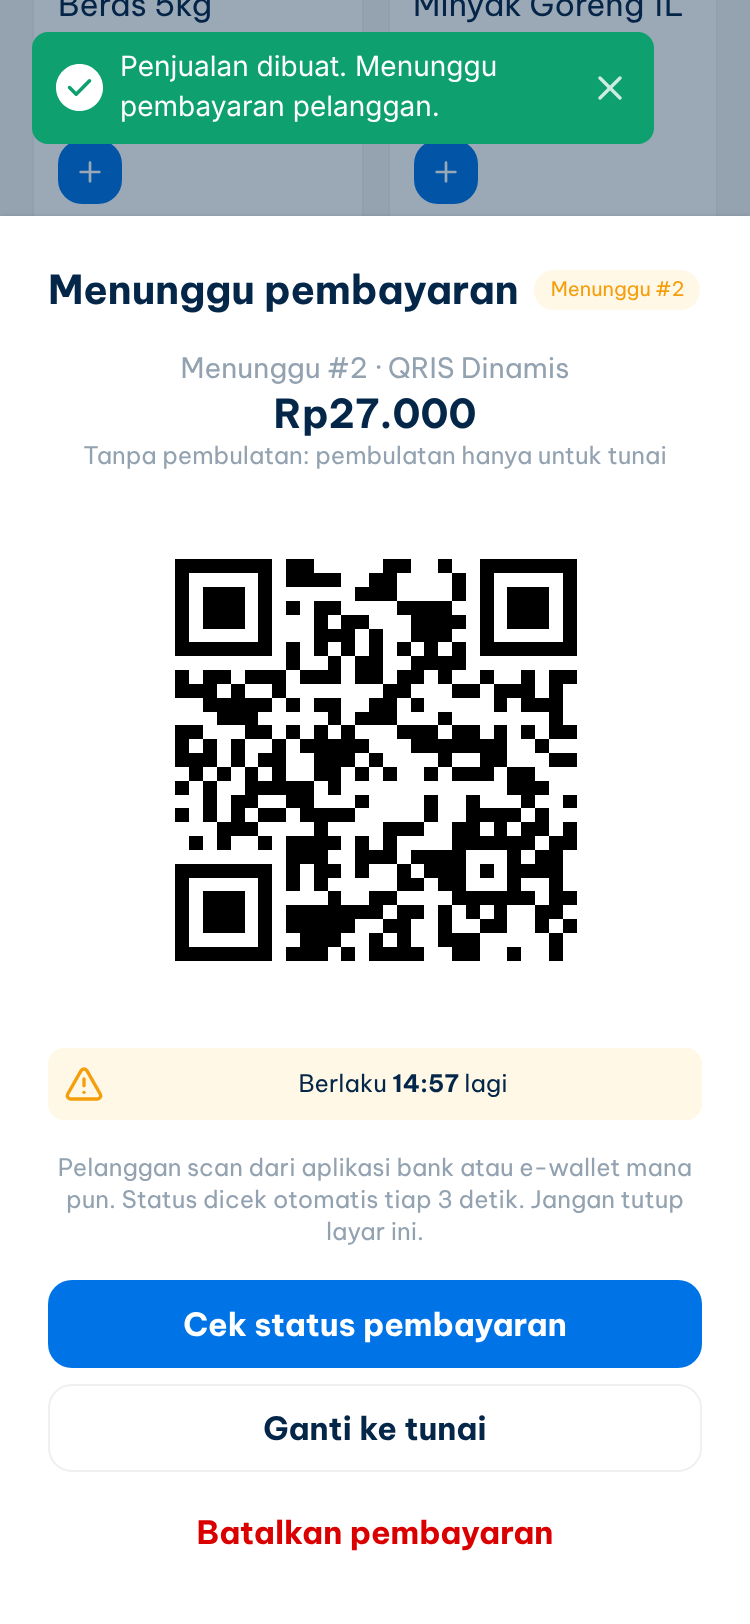 Beras 5kg
Minyak Goreng 1L
Penjualan dibuat. Menunggu
pembayaran pelanggan.
Menunggu pembayaran
Menunggu #2
Menunggu #2 · QRIS Dinamis
Rp27.000
Tanpa pembulatan: pembulatan hanya untuk tunai
Berlaku 14:57 lagi
Pelanggan scan dari aplikasi bank atau e-wallet mana
pun. Status dicek otomatis tiap 3 detik. Jangan tutup
layar ini.
Cek status pembayaran
Ganti ke tunai
Batalkan pembayaran